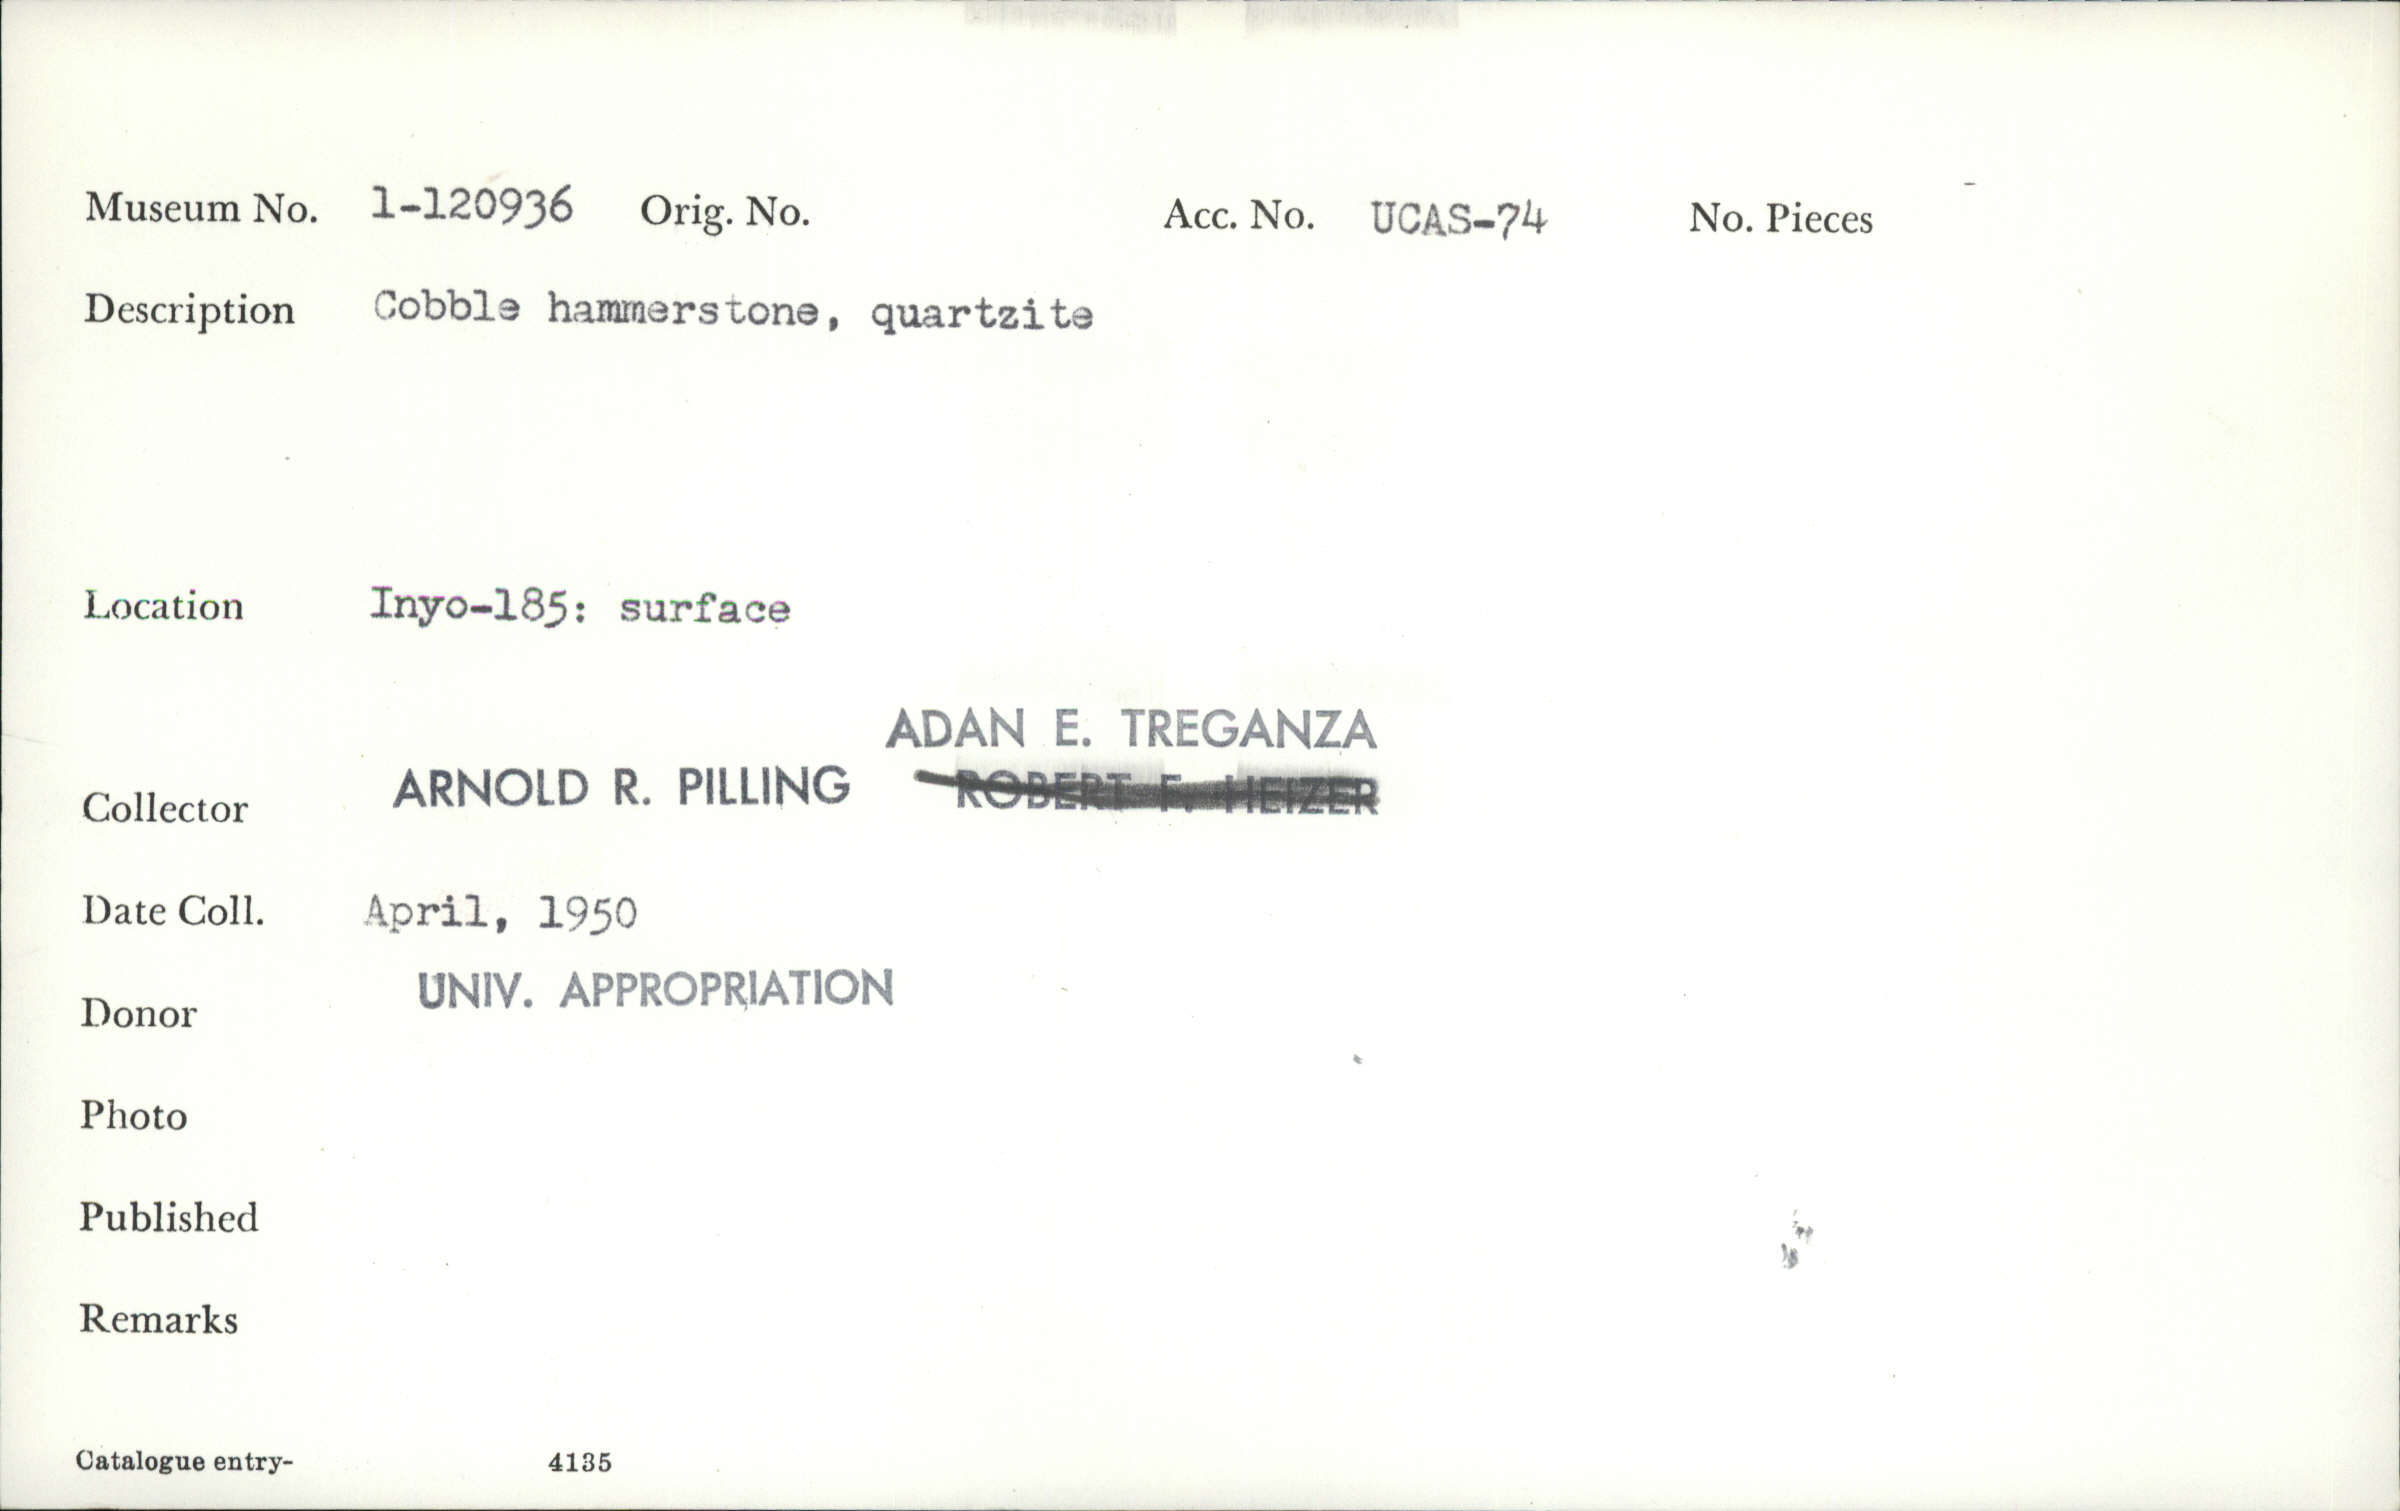 Museum No. 1-120936 Orig. No. Acc. No. UCAS-74 No. Pieces
Description Cobble hammerstone, quartzite
Location Inyo-185: surface
ADAN E. TREGANZA
Collector ARNOLD R. PILLING ROBERT F. HEIZER
Date Coll. April, 1950
Donor UNIV. APPROPRIATION
Photo
Published
Remarks
Catalogue entry- 4135